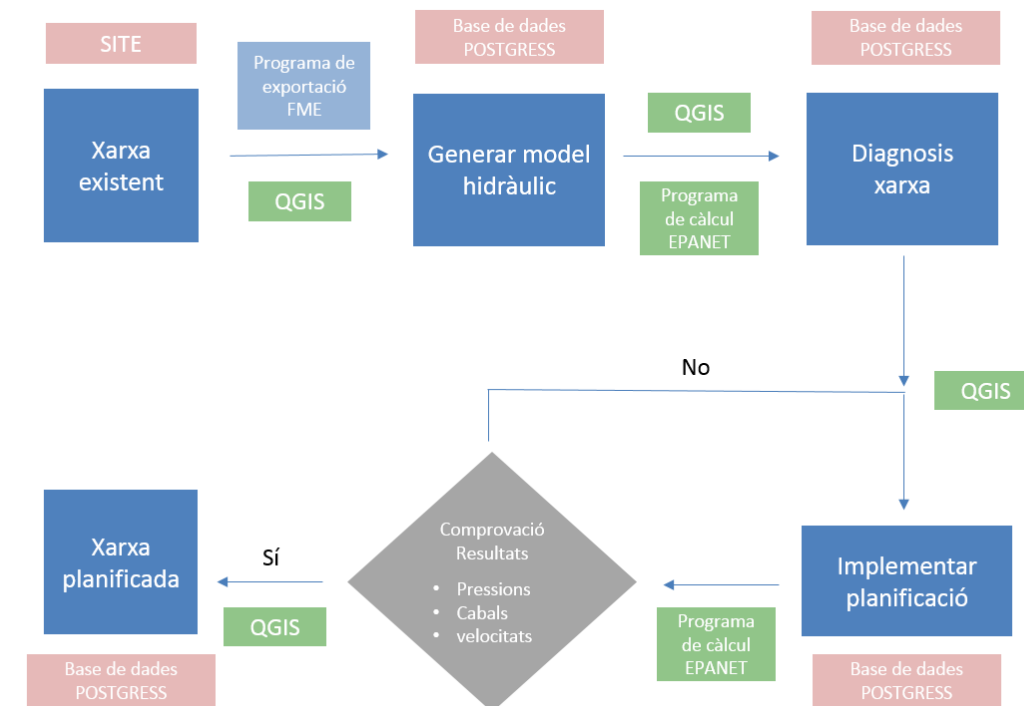 SITE
Base de dades
POSTGRESS
Base de dades
POSTGRESS
Programa de
exportació
FME
Xarxa
existent
QGIS
Generar model
hidràulic
QGIS
Programa
de càlcul
EPANET
Diagnosis
xarxa
No
QGIS
Xarxa
planificada
Sí
QGIS
Comprovació
Resultats
• Pressions
• Cabals
• velocitats
Programa
de càlcul
EPANET
Implementar
planificació
Base de dades
POSTGRESS
Base de dades
POSTGRESS